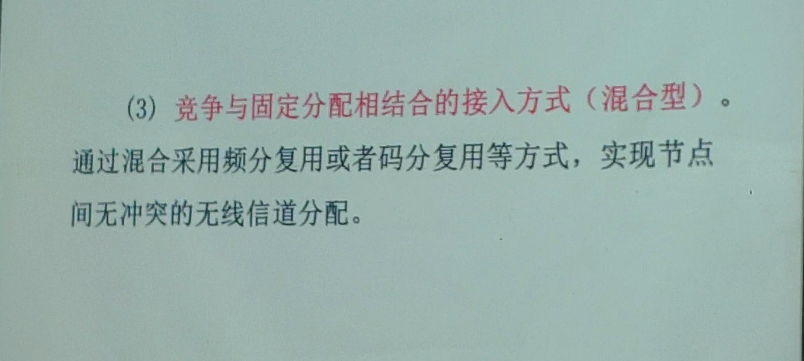 (3) 竞争与固定分配相结合的接入方式（混合型）。
通过混合采用频分复用或者码分复用等方式，实现节点
间无冲突的无线信道分配。